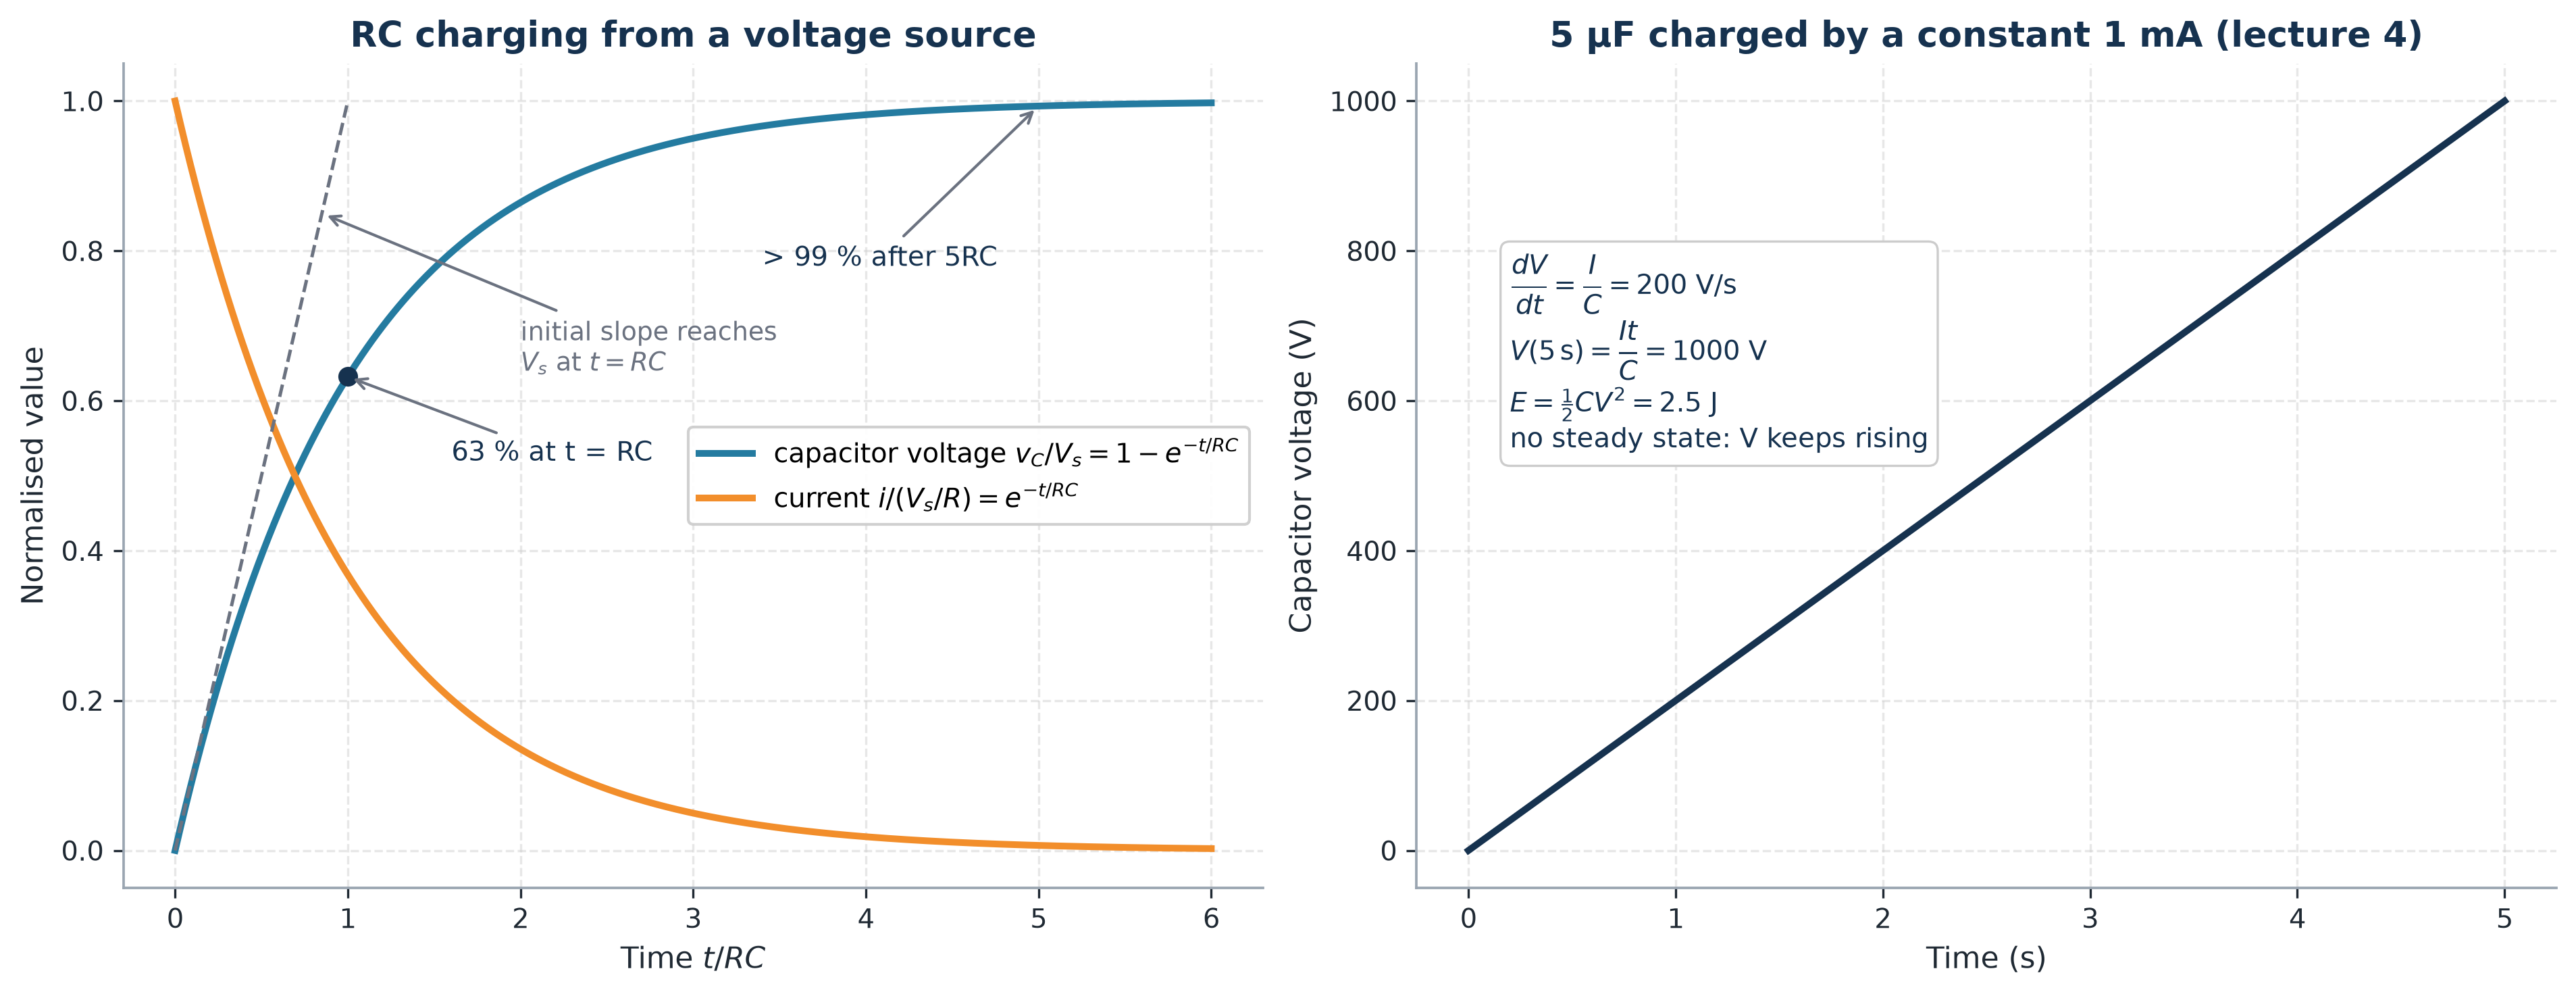 RC charging from a voltage source
Normalised value
1.0
0.8
0.6
0.4
0.2
0.0
> 99 % after 5RC
initial slope reaches
V_s at t = RC
63 % at t = RC
capacitor voltage v_C/V_s = 1 − e^{−t/RC}
current i/(V_s/R) = e^{−t/RC}
0 1 2 3 4 5 6
Time t/RC
5 µF charged by a constant 1 mA (lecture 4)
Capacitor voltage (V)
1000
800
600
400
200
0
dV/dt = I/C = 200 V/s
V(5 s) = It/C = 1000 V
E = ½CV² = 2.5 J
no steady state: V keeps rising
0 1 2 3 4 5
Time (s)